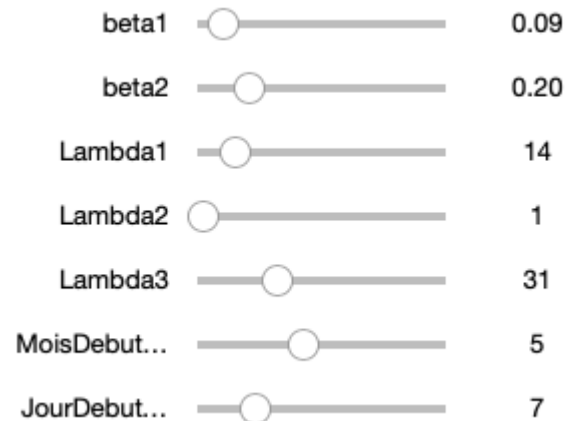 beta1 0.09
beta2 0.20
Lambda1 14
Lambda2 1
Lambda3 31
MoisDebut... 5
JourDebut... 7